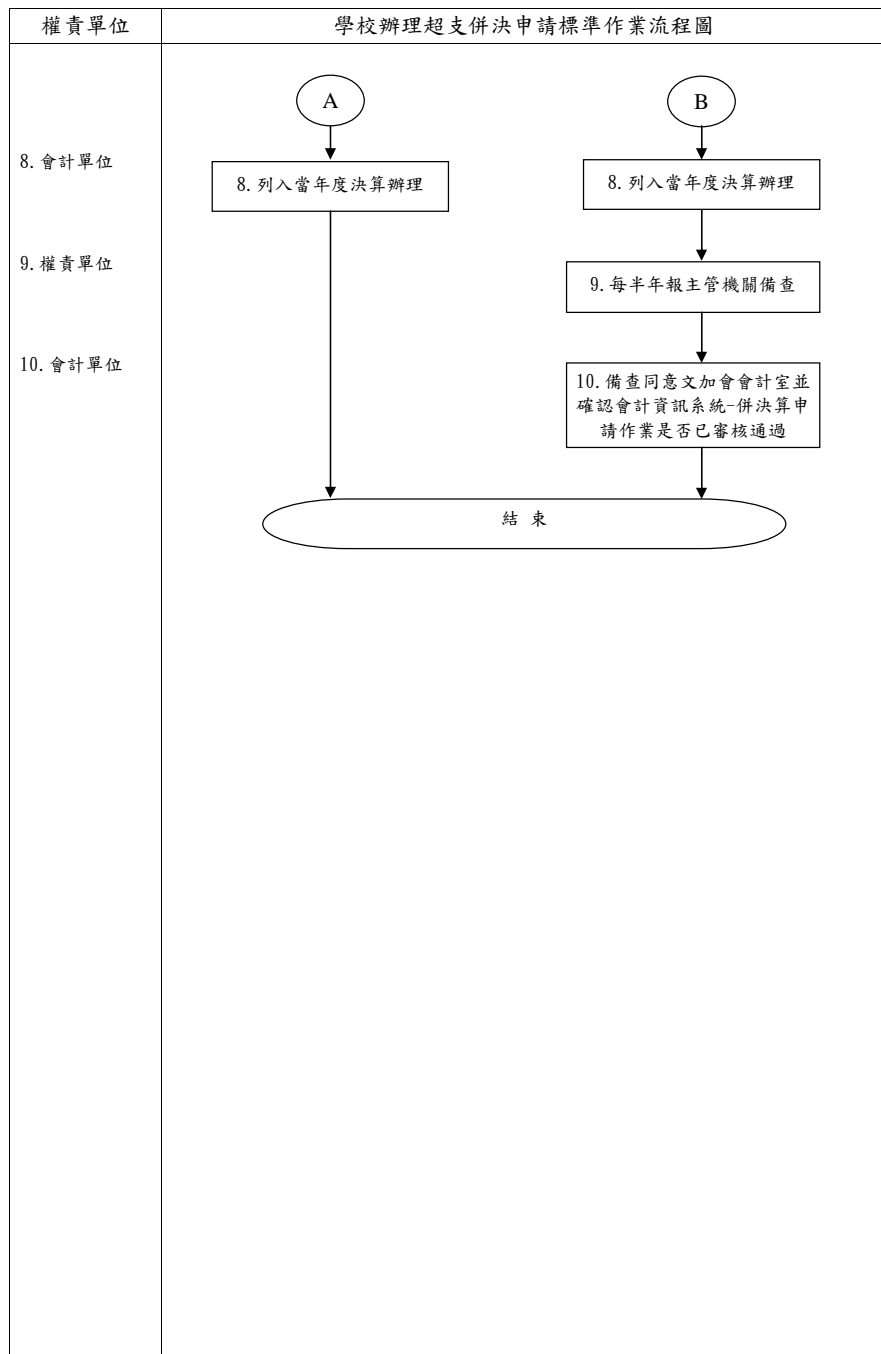 權責單位
學校辦理超支併決申請標準作業流程圖
A
B
8.會計單位
8.列入當年度決算辦理
8.列入當年度決算辦理
9.權責單位
9.每半年報主管機關備查
10.會計單位
10.備查同意文加會會計室並
確認會計資訊系統-併決算申
請作業是否已審核通過
結 束